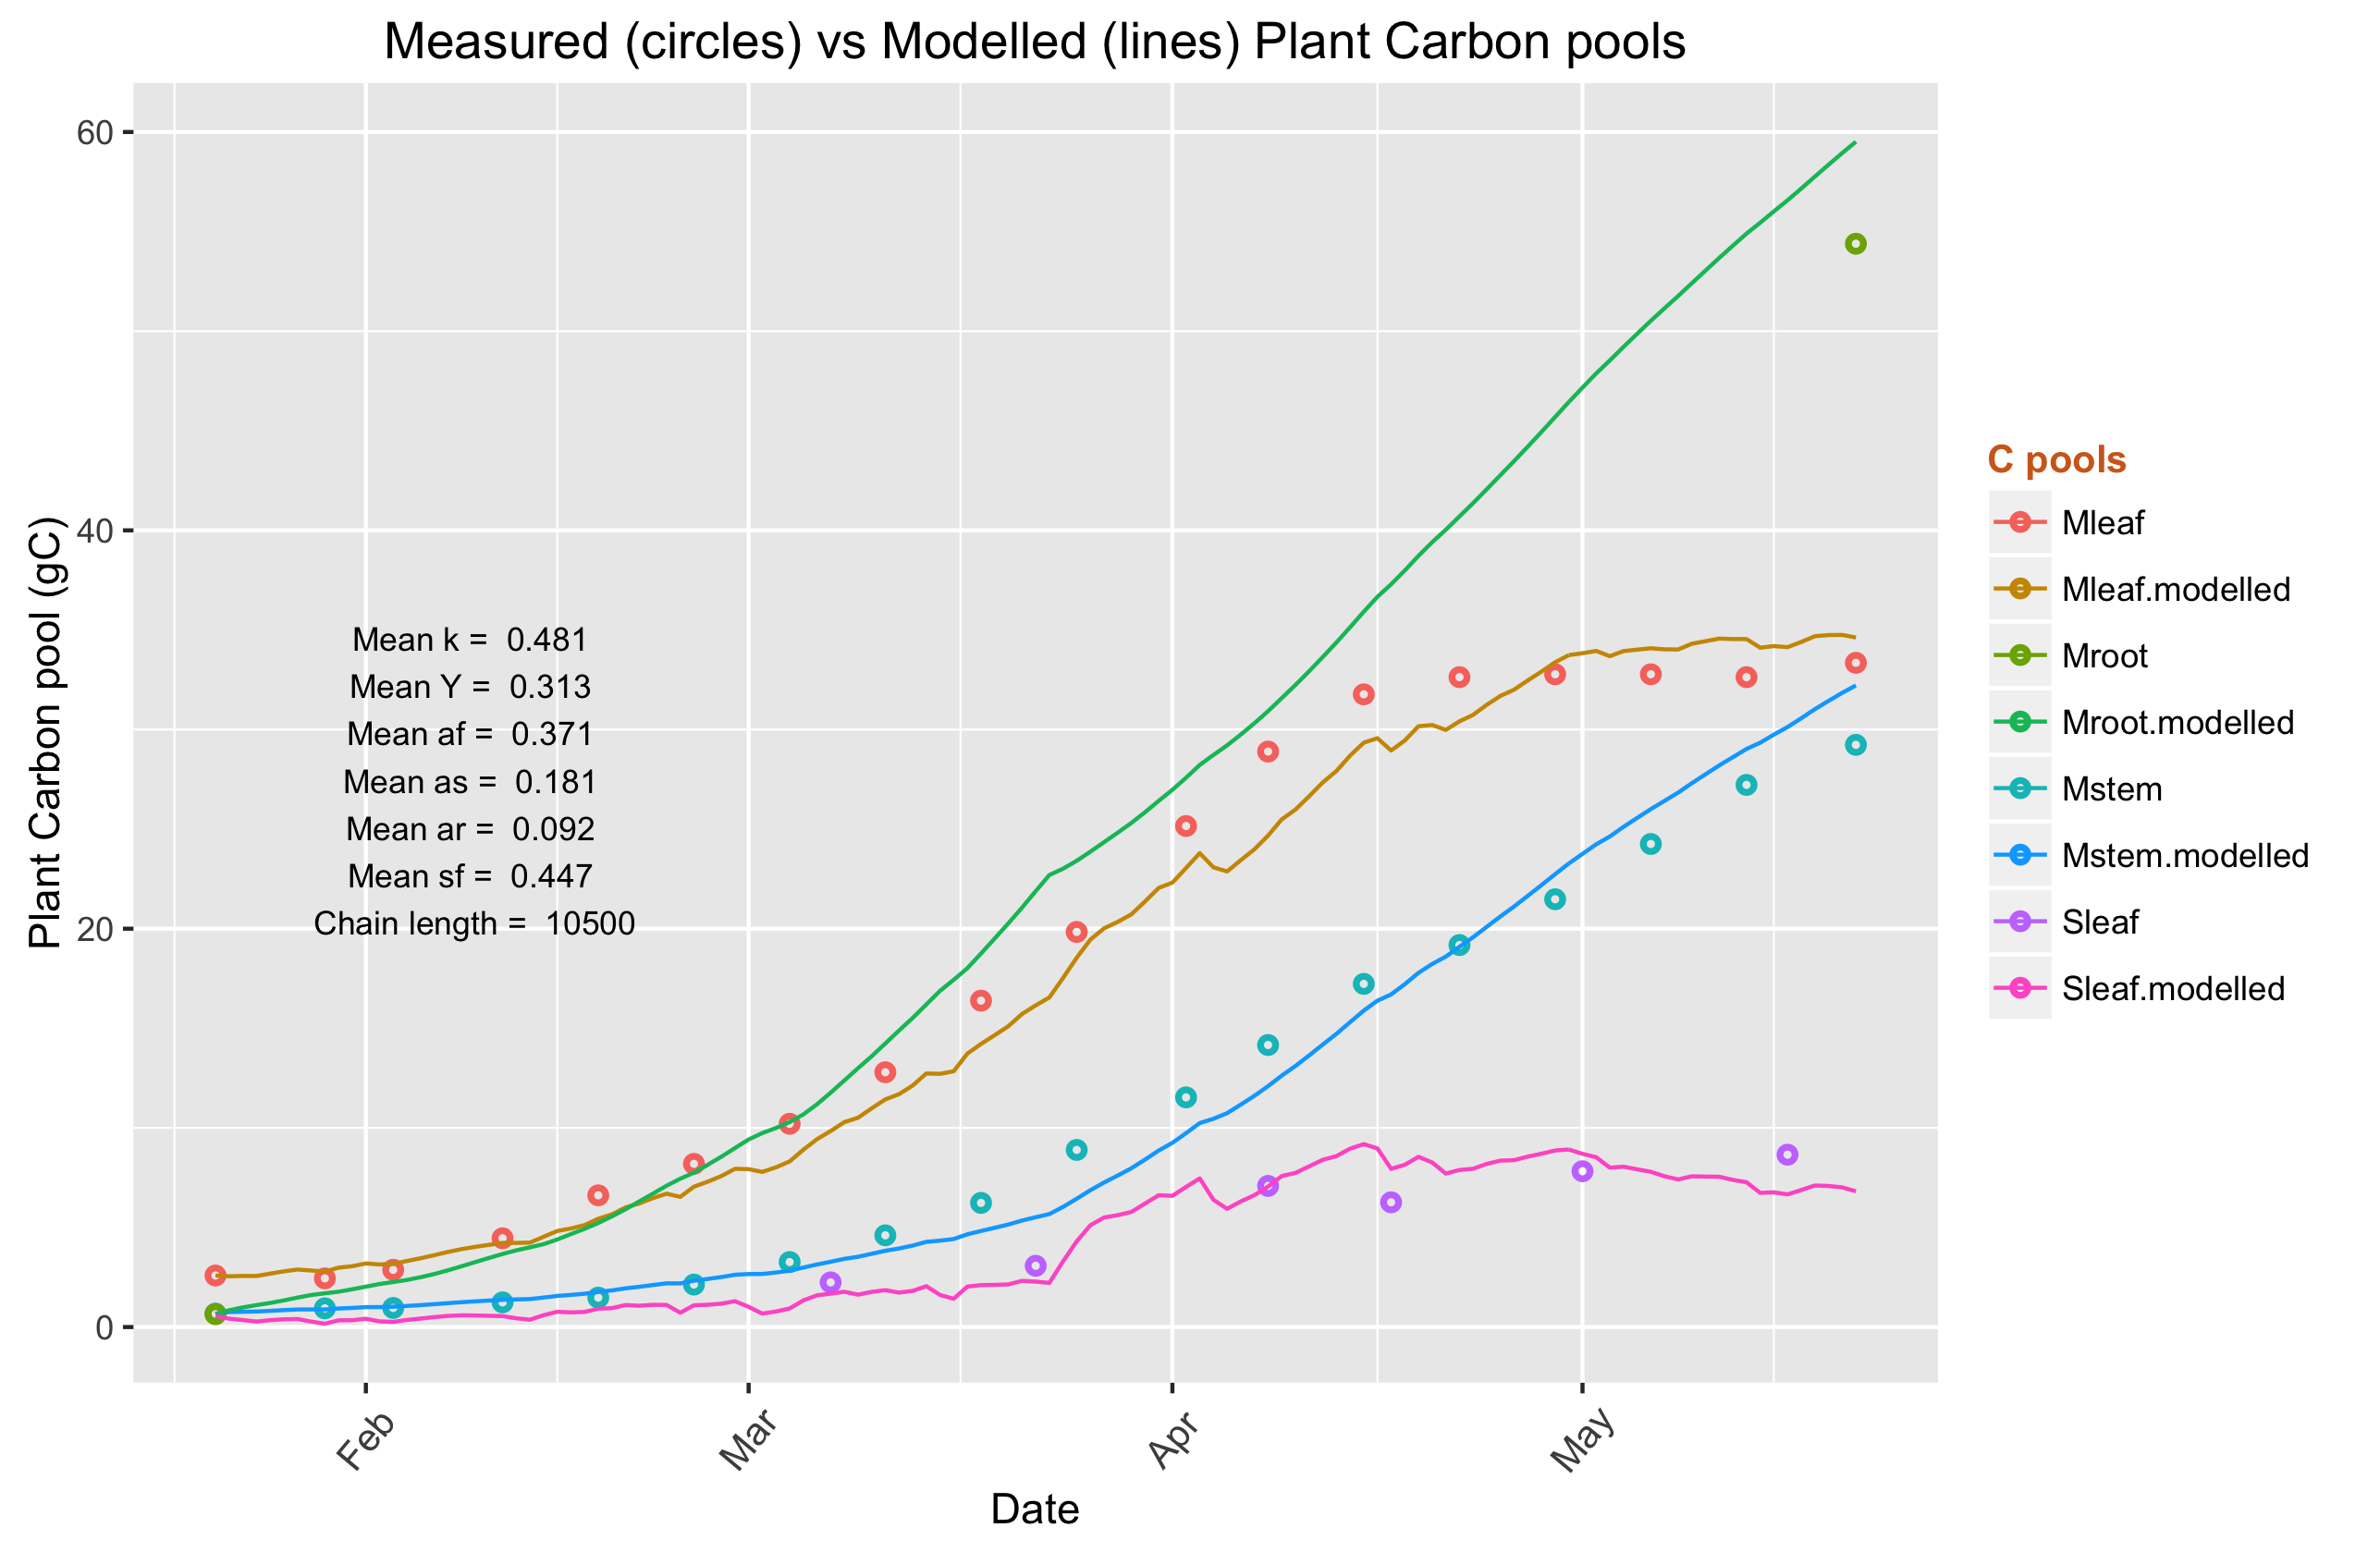 Measured (circles) vs Modelled (lines) Plant Carbon pools
60
40
20
0
Plant Carbon pool (gC)
Mean k = 0.481
Mean Y = 0.313
Mean af = 0.371
Mean as = 0.181
Mean ar = 0.092
Mean sf = 0.447
Chain length = 10500
Feb
Mar
Apr
May
Date
C pools
Mleaf
Mleaf.modelled
Mroot
Mroot.modelled
Mstem
Mstem.modelled
Sleaf
Sleaf.modelled